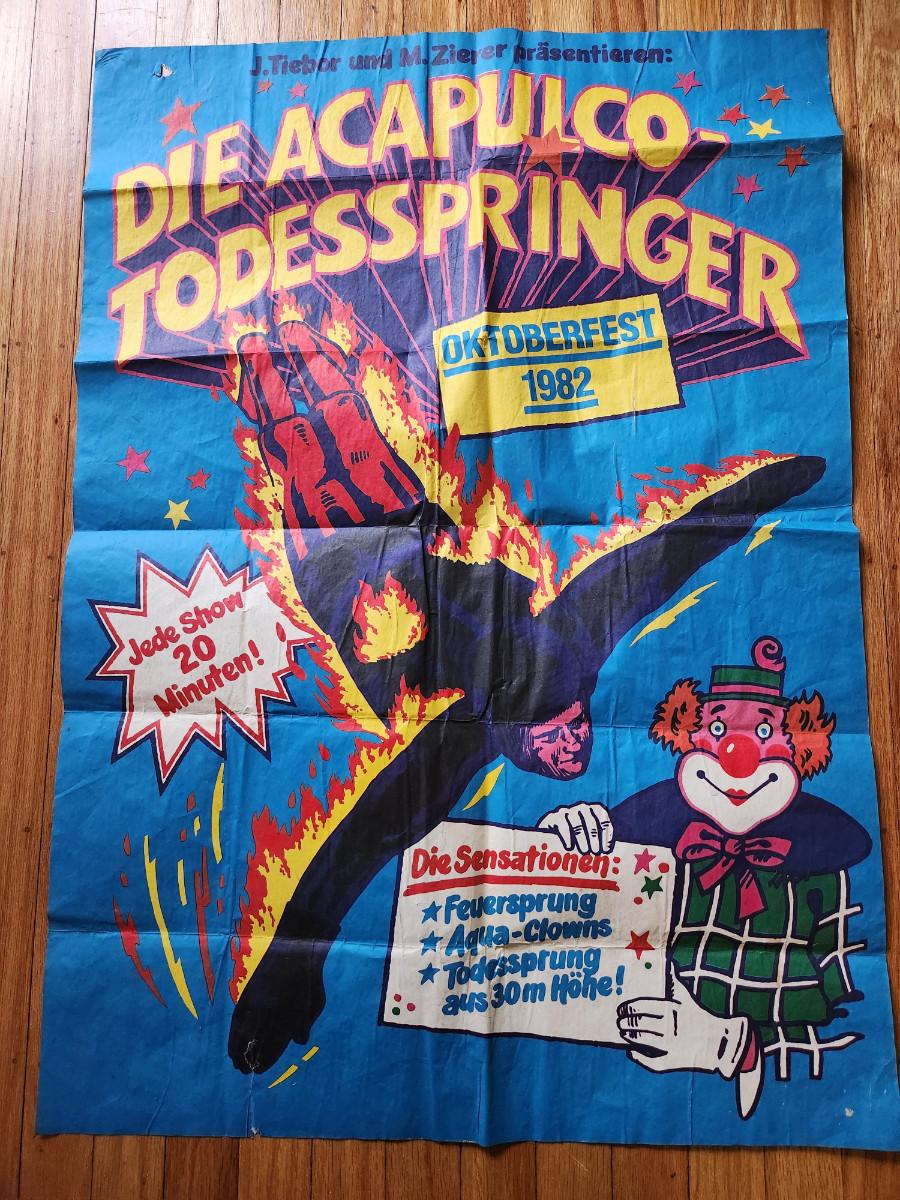 J.Tiebor und M.Zierer präsentieren:
DIE ACAPULCO-
TODESSPRINGER
OKTOBERFEST
1982
Jede Show
20
Minuten!
Die Sensationen:
★ Feuersprung
★ Aqua-Clowns
★ Todessprung
aus 30m Höhe!